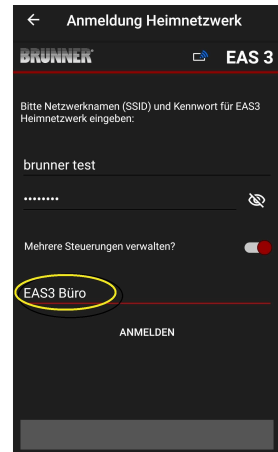 ← Anmeldung Heimnetzwerk
BRUNNER
EAS 3
Bitte Netzwerknamen (SSID) und Kennwort für EAS3
Heimnetzwerk eingeben:
brunner test
••••••••
Mehrere Steuerungen verwalten?
EAS3 Büro
ANMELDEN